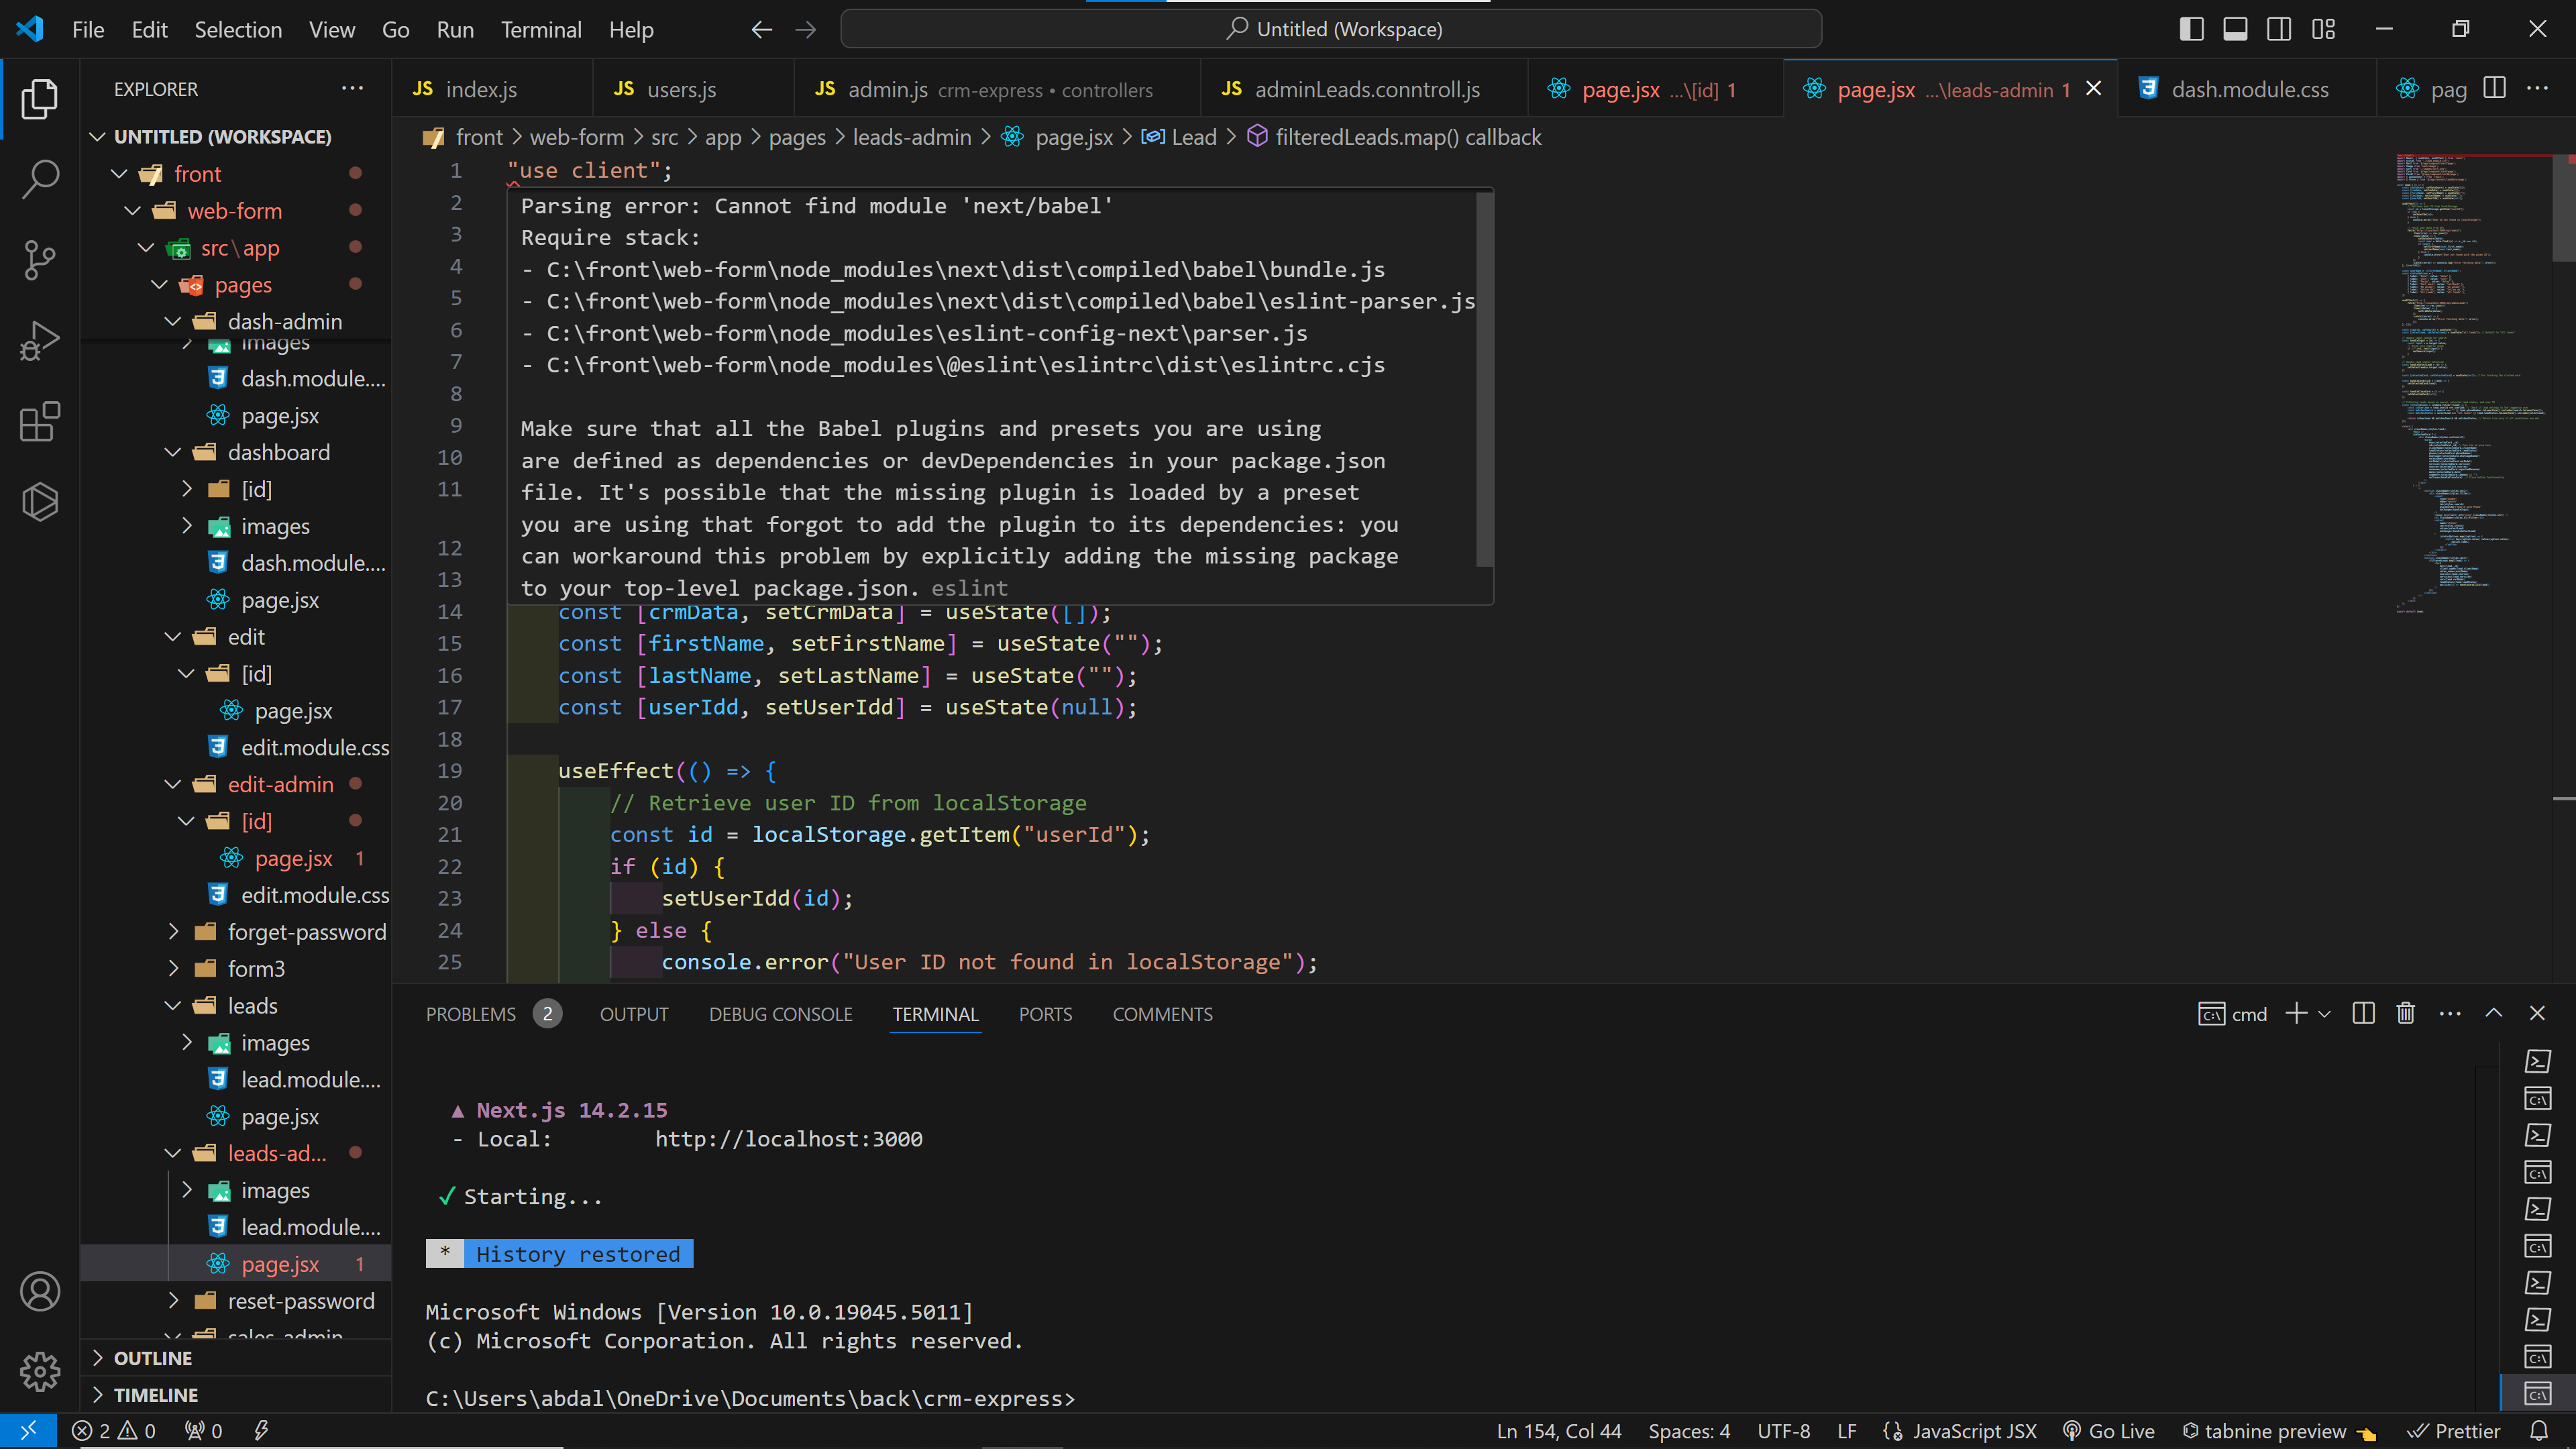 File Edit Selection View Go Run Terminal Help
Untitled (Workspace)
EXPLORER
JS index.js
JS users.js
JS admin.js crm-express • controllers
JS adminLeads.conntroll.js
page.jsx ...\[id] 1
page.jsx ...\leads-admin 1
dash.module.css
pag
UNTITLED (WORKSPACE)
front
web-form
src\app
pages
dash-admin
images
dash.module....
page.jsx
dashboard
[id]
images
dash.module....
page.jsx
edit
[id]
page.jsx
edit.module.css
edit-admin
[id]
page.jsx 1
edit.module.css
forget-password
form3
leads
images
lead.module....
page.jsx
leads-ad...
images
lead.module....
page.jsx 1
reset-password
sales-admin
OUTLINE
TIMELINE
front > web-form > src > app > pages > leads-admin > page.jsx > Lead > filteredLeads.map() callback
1 "use client";
2
3
4
5
6
7
8
9
10
11
12
13
Parsing error: Cannot find module 'next/babel'
Require stack:
- C:\front\web-form\node_modules\next\dist\compiled\babel\bundle.js
- C:\front\web-form\node_modules\next\dist\compiled\babel\eslint-parser.js
- C:\front\web-form\node_modules\eslint-config-next\parser.js
- C:\front\web-form\node_modules\@eslint\eslintrc\dist\eslintrc.cjs
Make sure that all the Babel plugins and presets you are using
are defined as dependencies or devDependencies in your package.json
file. It's possible that the missing plugin is loaded by a preset
you are using that forgot to add the plugin to its dependencies: you
can workaround this problem by explicitly adding the missing package
to your top-level package.json. eslint
14 const [crmData, setCrmData] = useState([]);
15 const [firstName, setFirstName] = useState("");
16 const [lastName, setLastName] = useState("");
17 const [userIdd, setUserIdd] = useState(null);
18
19 useEffect(() => {
20 // Retrieve user ID from localStorage
21 const id = localStorage.getItem("userId");
22 if (id) {
23 setUserIdd(id);
24 } else {
25 console.error("User ID not found in localStorage");
PROBLEMS 2 OUTPUT DEBUG CONSOLE TERMINAL PORTS COMMENTS
cmd
▲ Next.js 14.2.15
- Local: http://localhost:3000
✓ Starting...
* History restored
Microsoft Windows [Version 10.0.19045.5011]
(c) Microsoft Corporation. All rights reserved.
C:\Users\abdal\OneDrive\Documents\back\crm-express>
2 0 0
Ln 154, Col 44 Spaces: 4 UTF-8 LF JavaScript JSX Go Live tabnine preview Prettier